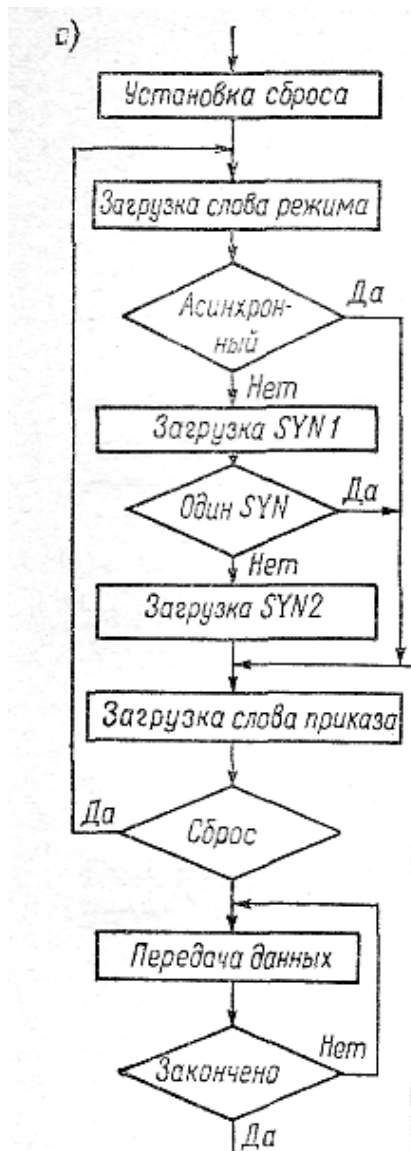 а)
Установка сброса
Загрузка слова режима
Асинхрон-
ный
Да
Нет
Загрузка SYN1
Один SYN
Да
Нет
Загрузка SYN2
Загрузка слова приказа
Да
Сброс
Передача данных
Закончено
Нет
Да